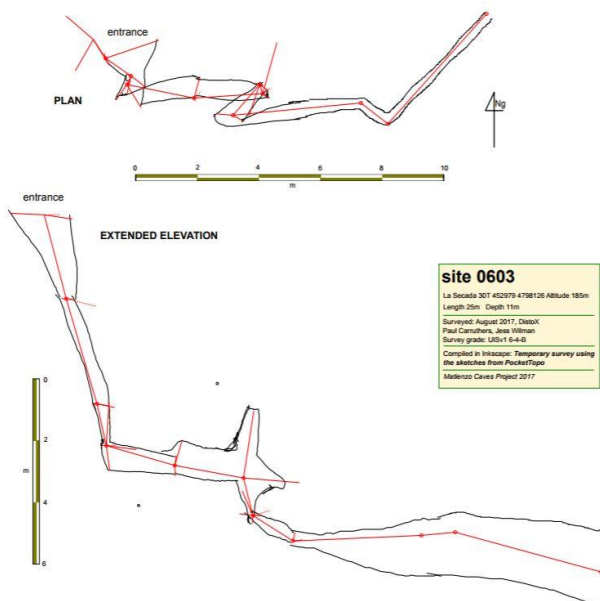 entrance
PLAN
Ng
0 2 4 6 8 10
m
entrance
EXTENDED ELEVATION
site 0603
La Secada 30T 452979 4798126 Altitude 185m
Length 25m Depth 11m
Surveyed: August 2017, DistoX
Paul Carruthers, Jess Wilman
Survey grade: UISv1 6-4-B
Compiled in Inkscape: Temporary survey using
the sketches from PocketTopo
Matienzo Caves Project 2017
0
2
m
4
6